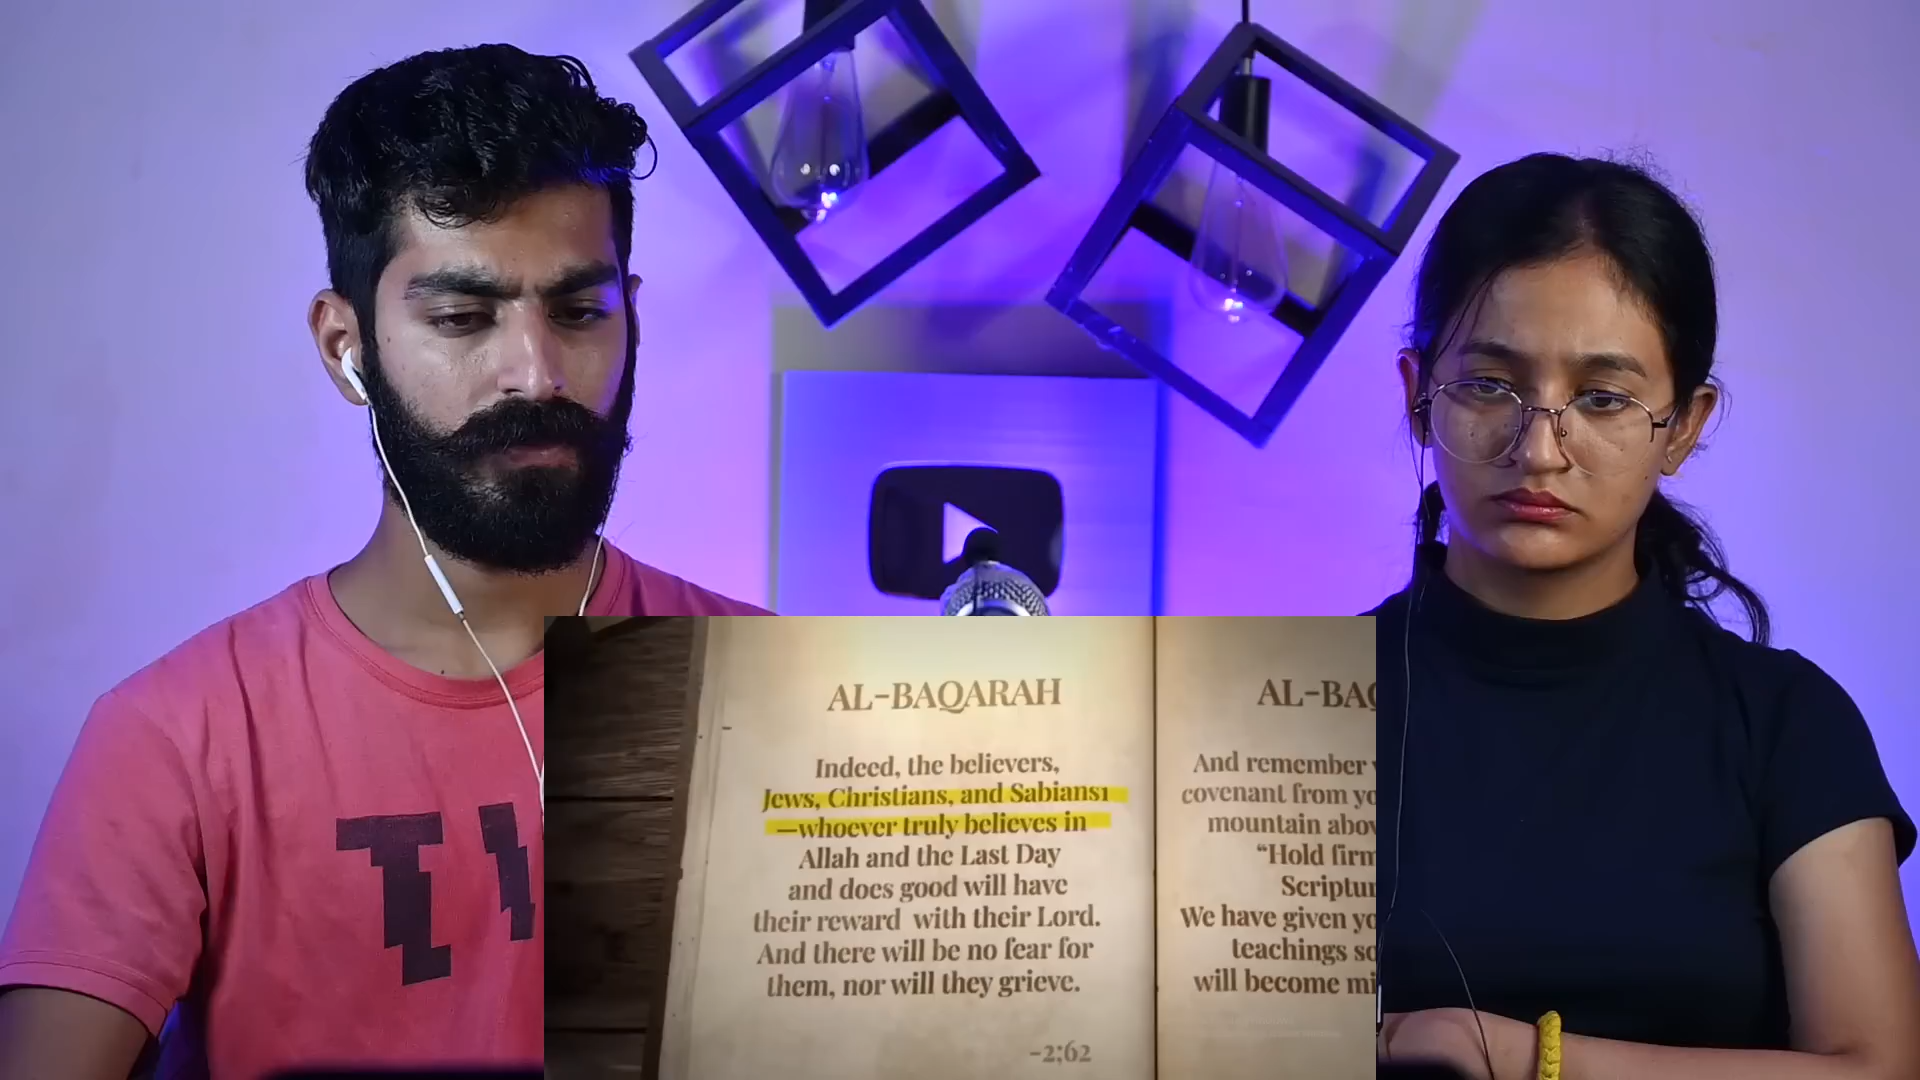 AL-BAQARAH
Indeed, the believers,
Jews, Christians, and Sabians1
—whoever truly believes in
Allah and the Last Day
and does good will have
their reward with their Lord.
And there will be no fear for
them, nor will they grieve.
-2:62
AL-BAQ
And remember
covenant from yo
mountain abov
"Hold firm
Scriptur
We have given yo
teachings so
will become mi